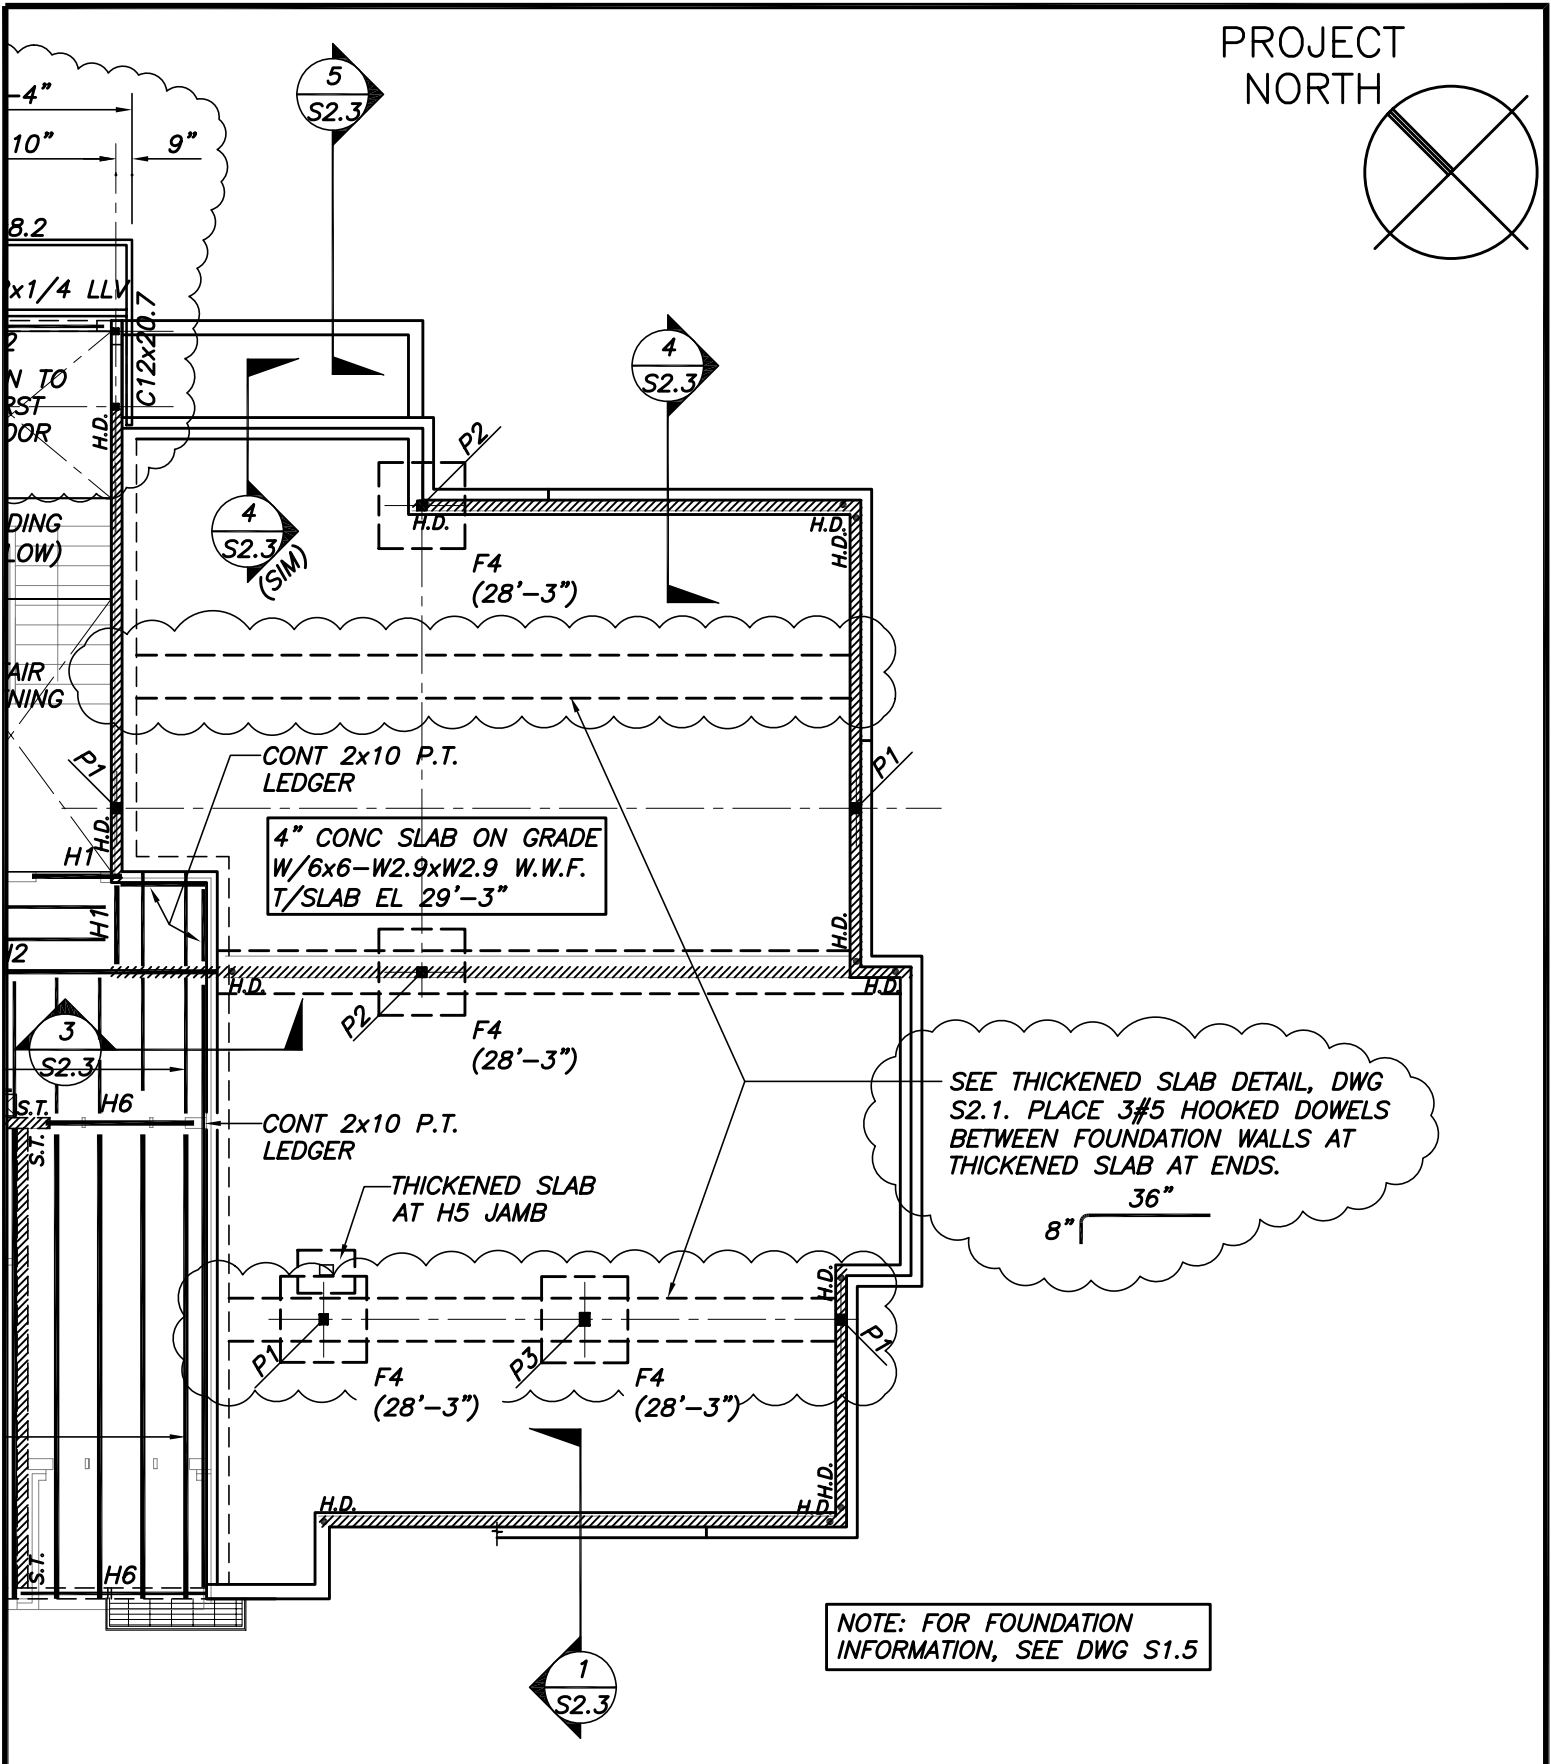 PROJECT
NORTH
5
S2.3
-4"
10"
9"
8.2
x1/4 LLV
C12x20.7
2
N TO
RST
OOR
H.D.
4
S2.3
P2
4
S2.3
(SIM)
H.D.
H.D.
H.D.
DING
LOW)
F4
(28'-3")
AIR
NING
CONT 2x10 P.T.
LEDGER
P1
P1
H.D.
H1
4" CONC SLAB ON GRADE
W/6x6-W2.9xW2.9 W.W.F.
T/SLAB EL 29'-3"
H1
H2
H.D.
H.D.
H.D.
3
S2.3
P2
F4
(28'-3")
S.T.
H6
S.T.
CONT 2x10 P.T.
LEDGER
SEE THICKENED SLAB DETAIL, DWG
S2.1. PLACE 3#5 HOOKED DOWELS
BETWEEN FOUNDATION WALLS AT
THICKENED SLAB AT ENDS.
36"
8"
THICKENED SLAB
AT H5 JAMB
H.D.
P1
P3
P1
F4
(28'-3")
F4
(28'-3")
H.D.
H.D.
H.D.
S.T.
H6
NOTE: FOR FOUNDATION
INFORMATION, SEE DWG S1.5
1
S2.3